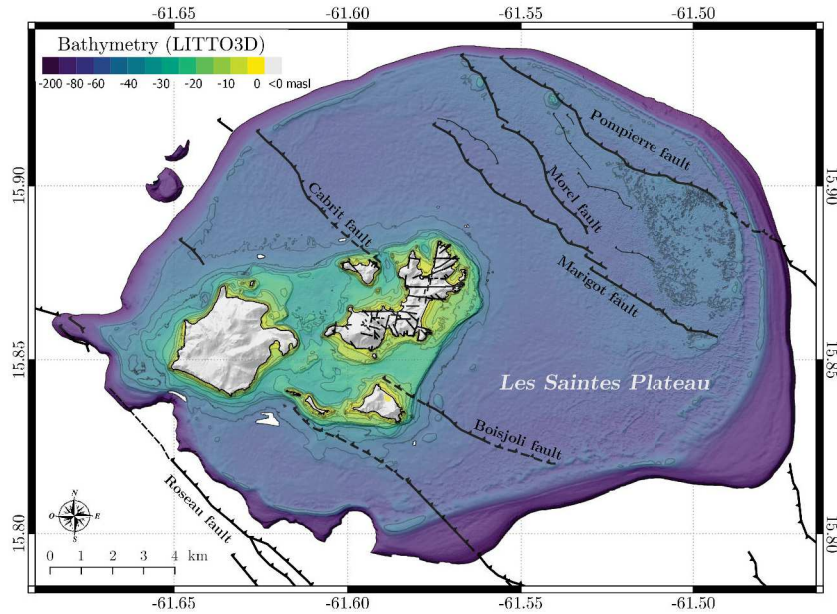 -61.65 -61.60 -61.55 -61.50
Bathymetry (LITTO3D)
-200 -80 -60 -40 -30 -20 -10 0 <0 masl
15.90
15.85
15.80
15.90
15.85
15.80
Pompierre fault
Cabrit fault
Morel fault
Marigot fault
Les Saintes Plateau
Boisjoli fault
Roseau fault
N
O E
S
0 1 2 3 4 km
-61.65 -61.60 -61.55 -61.50